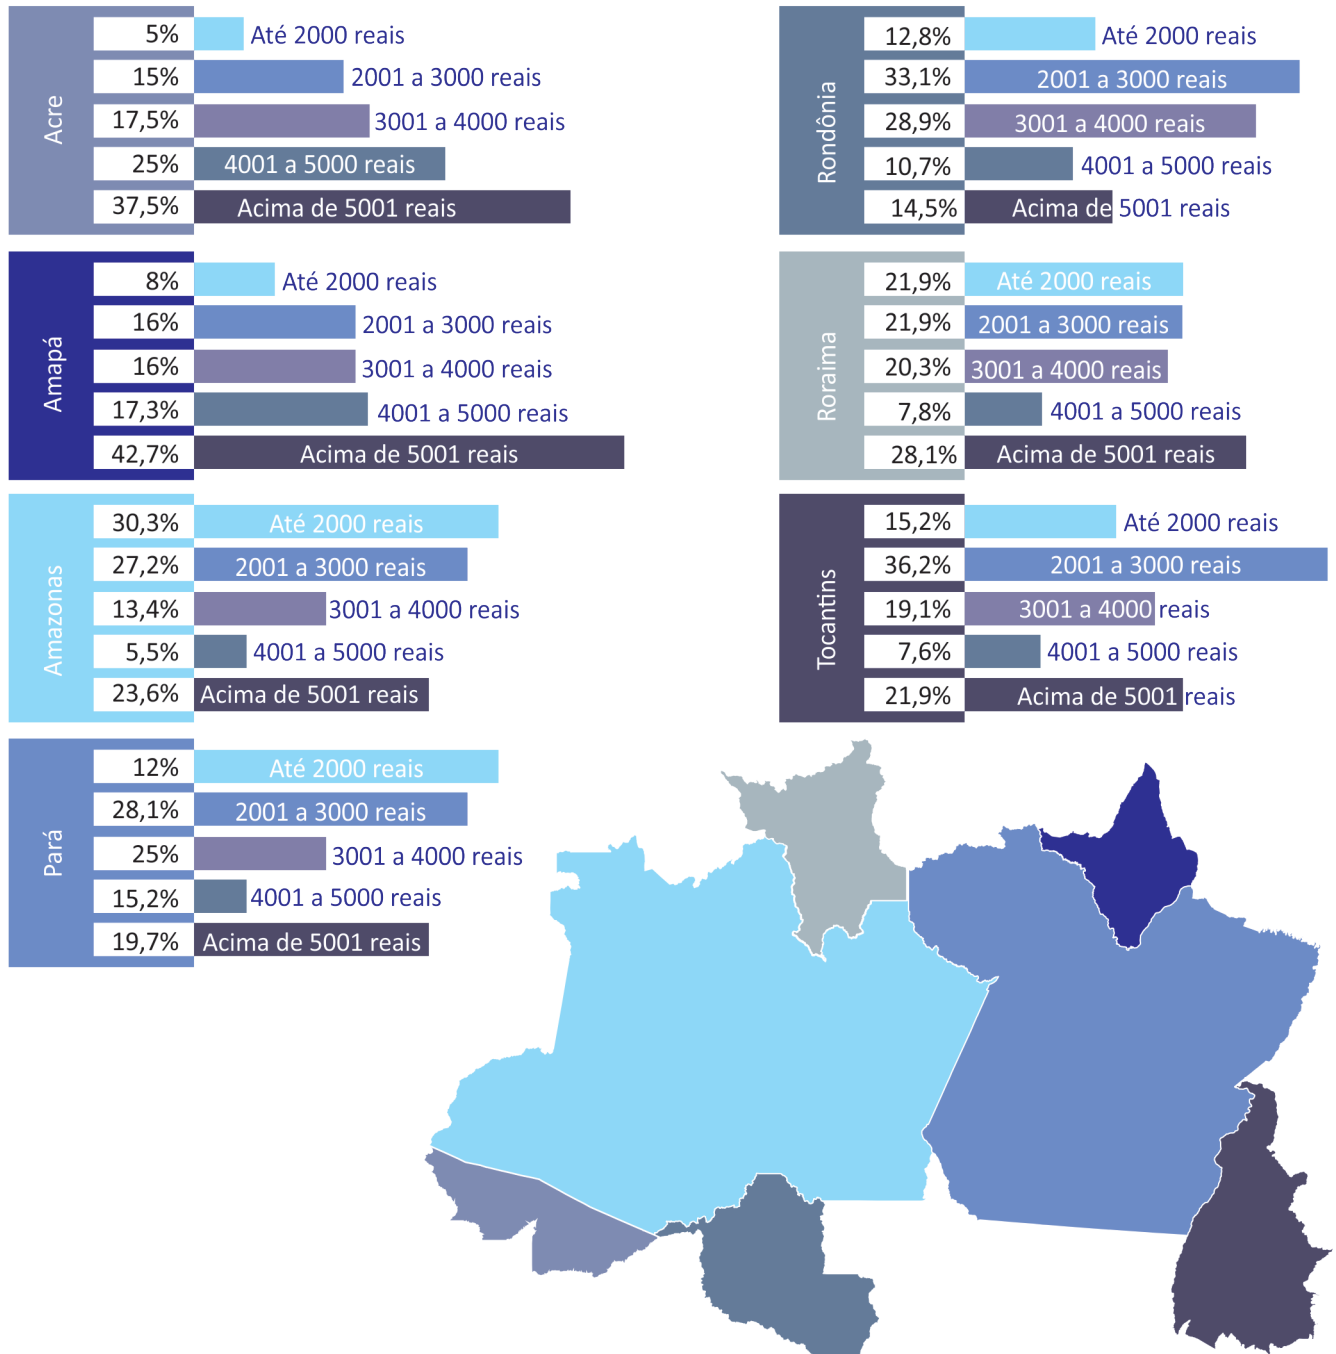 Acre
5% Até 2000 reais
15% 2001 a 3000 reais
17,5% 3001 a 4000 reais
25% 4001 a 5000 reais
37,5% Acima de 5001 reais
Amapá
8% Até 2000 reais
16% 2001 a 3000 reais
16% 3001 a 4000 reais
17,3% 4001 a 5000 reais
42,7% Acima de 5001 reais
Amazonas
30,3% Até 2000 reais
27,2% 2001 a 3000 reais
13,4% 3001 a 4000 reais
5,5% 4001 a 5000 reais
23,6% Acima de 5001 reais
Pará
12% Até 2000 reais
28,1% 2001 a 3000 reais
25% 3001 a 4000 reais
15,2% 4001 a 5000 reais
19,7% Acima de 5001 reais
Rondônia
12,8% Até 2000 reais
33,1% 2001 a 3000 reais
28,9% 3001 a 4000 reais
10,7% 4001 a 5000 reais
14,5% Acima de 5001 reais
Roraima
21,9% Até 2000 reais
21,9% 2001 a 3000 reais
20,3% 3001 a 4000 reais
7,8% 4001 a 5000 reais
28,1% Acima de 5001 reais
Tocantins
15,2% Até 2000 reais
36,2% 2001 a 3000 reais
19,1% 3001 a 4000 reais
7,6% 4001 a 5000 reais
21,9% Acima de 5001 reais